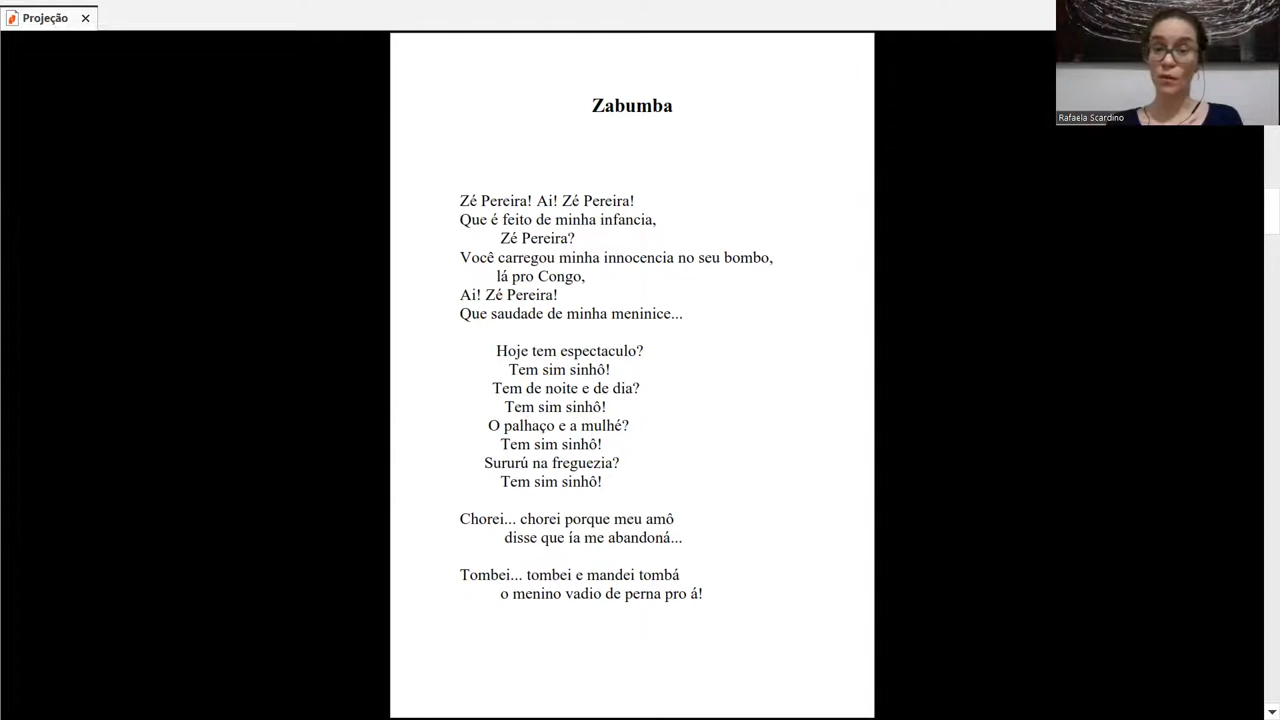 Projeção
Rafaela Scardino
Zabumba
Zé Pereira! Ai! Zé Pereira!
Que é feito de minha infancia,
Zé Pereira?
Você carregou minha innocencia no seu bombo,
lá pro Congo,
Ai! Zé Pereira!
Que saudade de minha meninice...
Hoje tem espectaculo?
Tem sim sinhô!
Tem de noite e de dia?
Tem sim sinhô!
O palhaço e a mulhé?
Tem sim sinhô!
Sururú na freguezia?
Tem sim sinhô!
Chorei... chorei porque meu amô
disse que ía me abandoná...
Tombei... tombei e mandei tombá
o menino vadio de perna pro á!